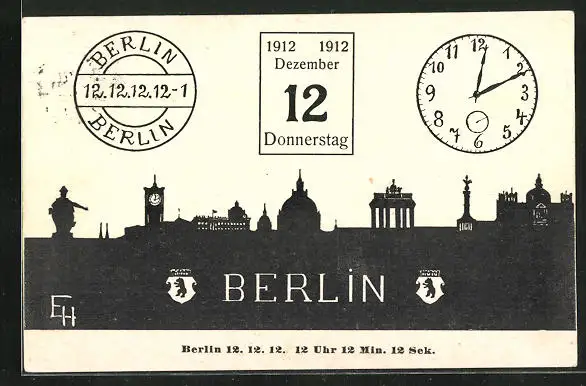 BERLIN
12.12.12.12-1
BERLIN
1912 1912
Dezember
12
Donnerstag
12
1
2
3
4
5
6
7
8
9
10
11
BERLIN
EH
Berlin 12. 12. 12. 12 Uhr 12 Min. 12 Sek.